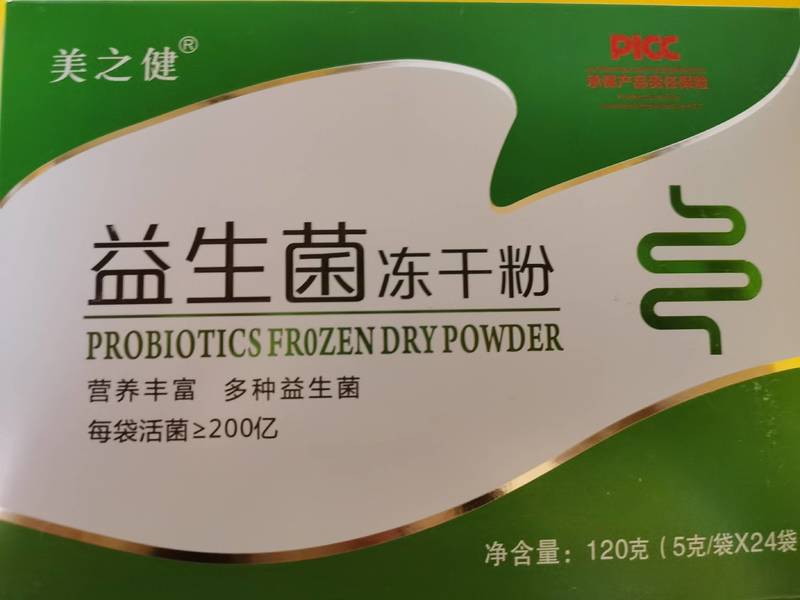 美之健®
PICC
承保产品责任保险
益生菌冻干粉
PROBIOTICS FR0ZEN DRY POWDER
营养丰富 多种益生菌
每袋活菌≥200亿
净含量：120克（5克/袋X24袋